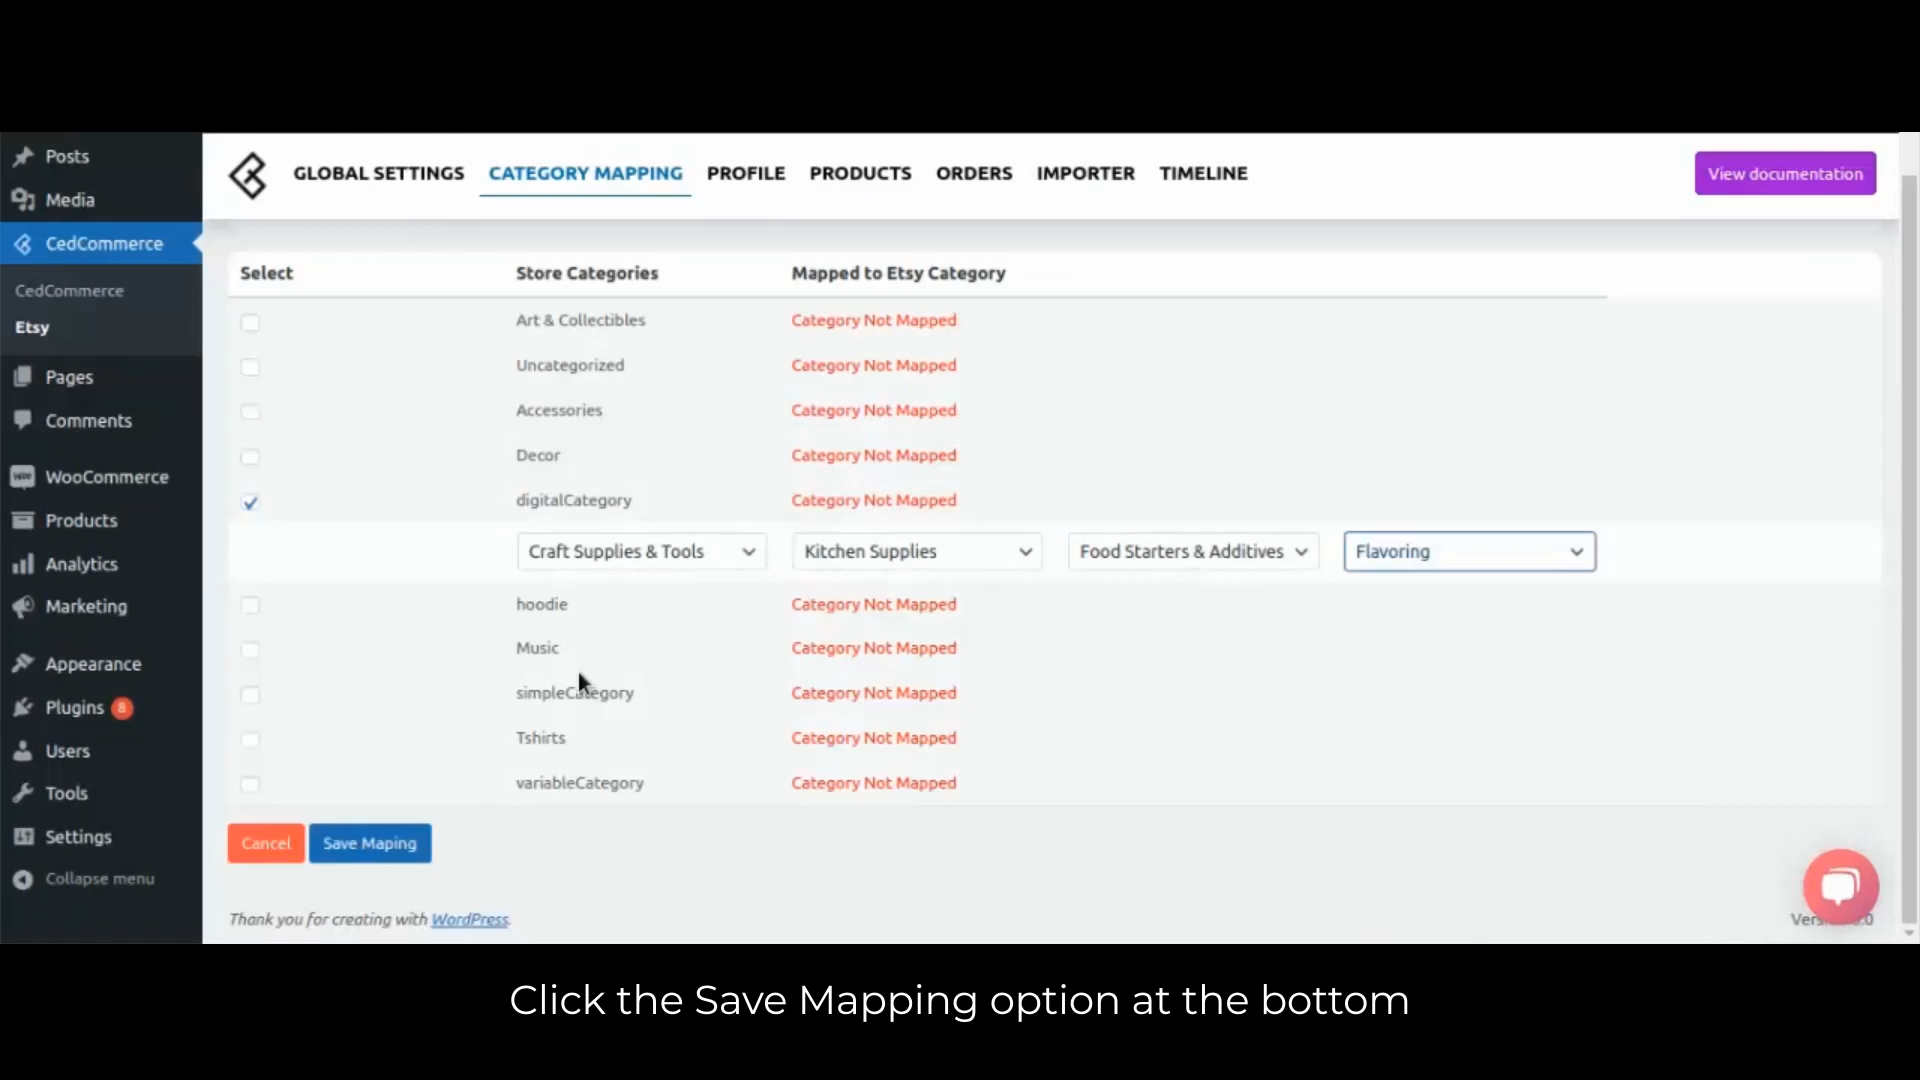 Posts
Media
CedCommerce
CedCommerce
Etsy
Pages
Comments
WooCommerce
Products
Analytics
Marketing
Appearance
Plugins 8
Users
Tools
Settings
Collapse menu
GLOBAL SETTINGS CATEGORY MAPPING PROFILE PRODUCTS ORDERS IMPORTER TIMELINE View documentation
Select Store Categories Mapped to Etsy Category
Art & Collectibles Category Not Mapped
Uncategorized Category Not Mapped
Accessories Category Not Mapped
Decor Category Not Mapped
digitalCategory Category Not Mapped
Craft Supplies & Tools Kitchen Supplies Food Starters & Additives Flavoring
hoodie Category Not Mapped
Music Category Not Mapped
simpleCategory Category Not Mapped
Tshirts Category Not Mapped
variableCategory Category Not Mapped
Cancel Save Maping
Thank you for creating with WordPress.
Click the Save Mapping option at the bottom